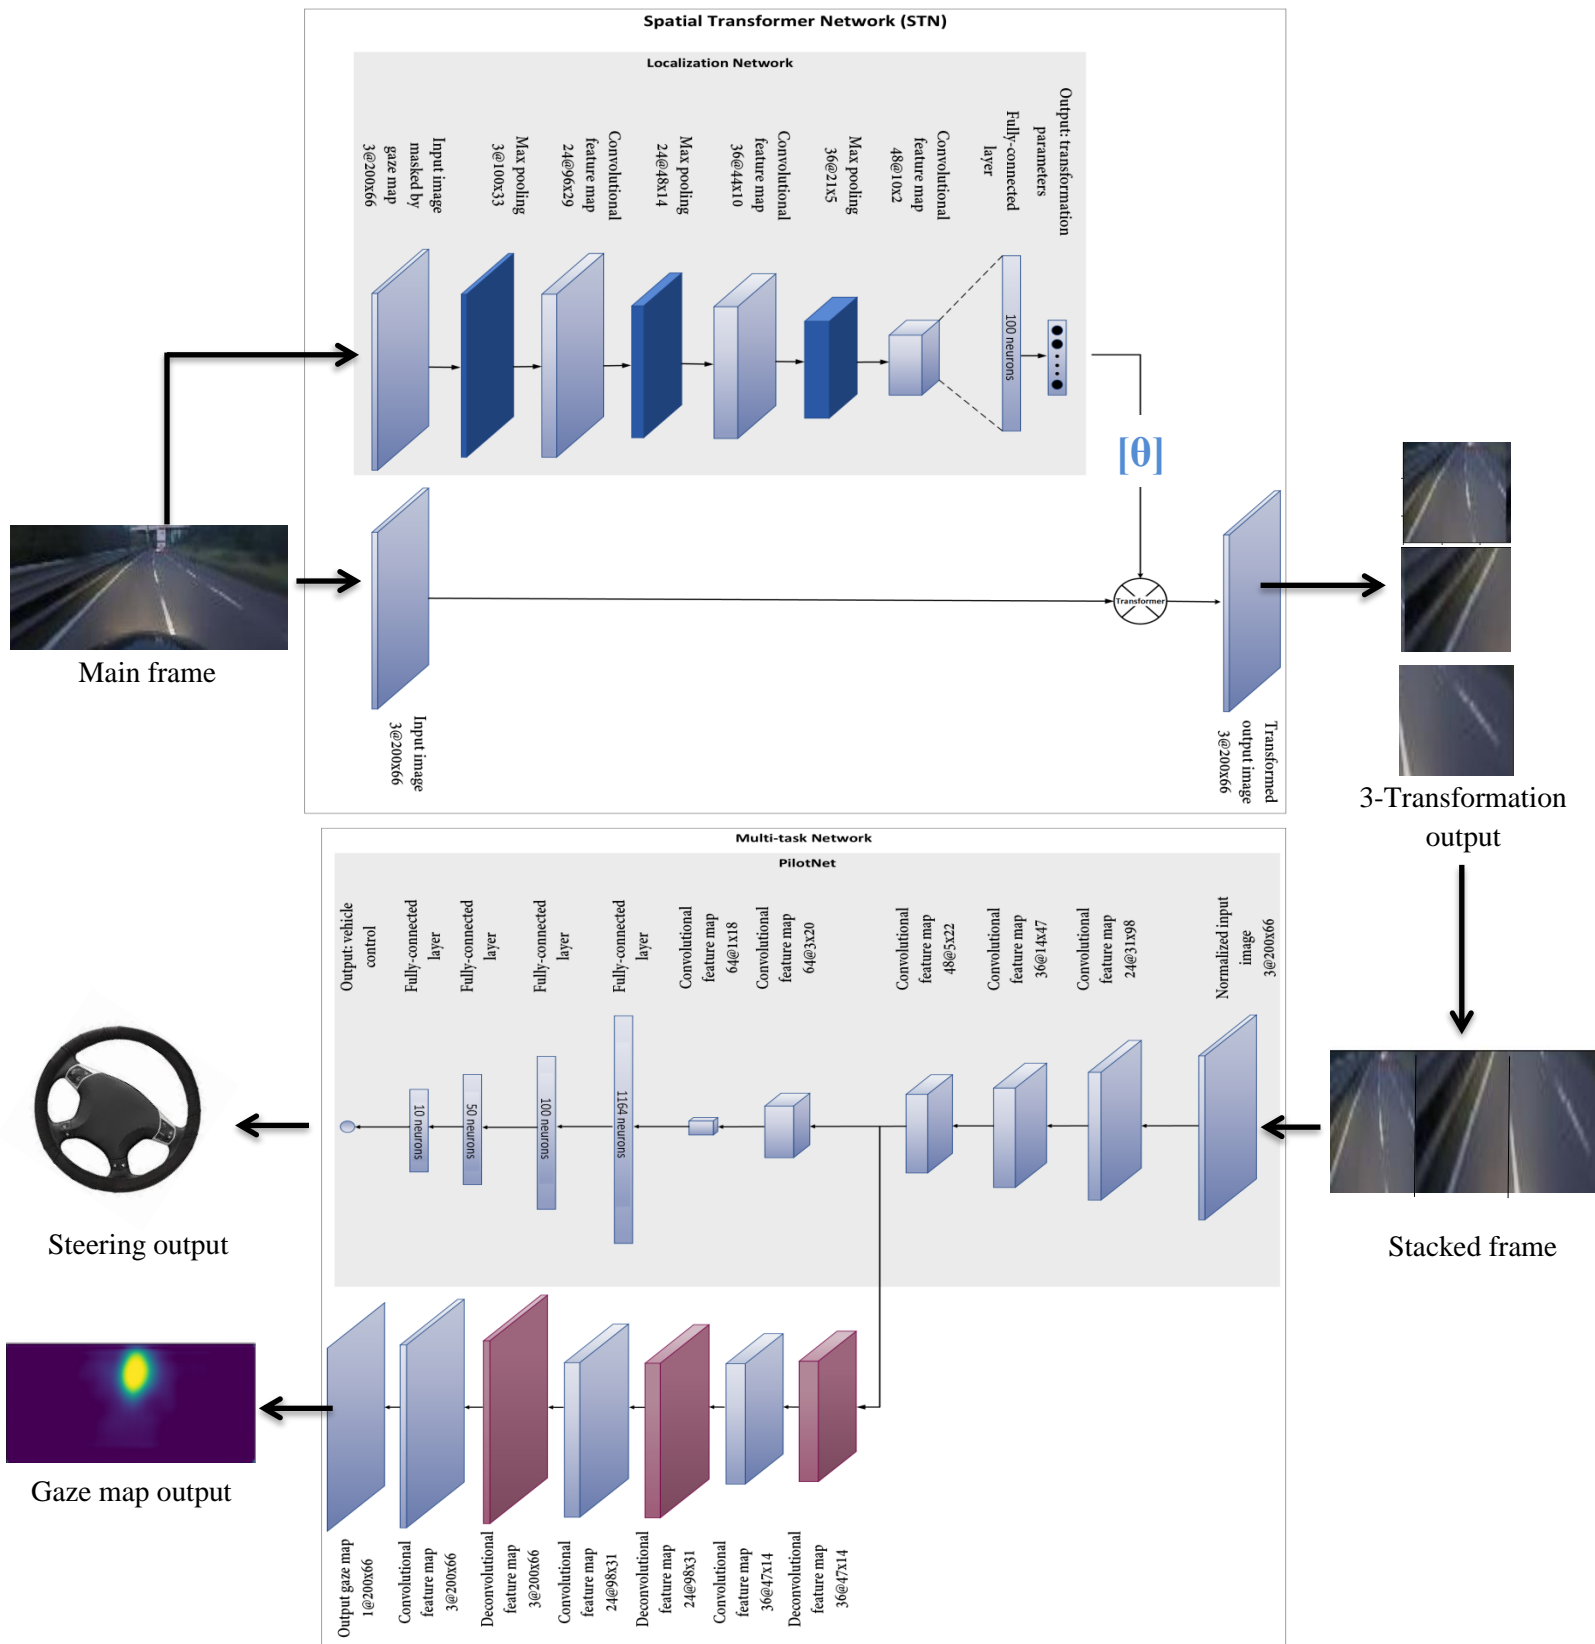 Spatial Transformer Network (STN)
Localization Network
Input image
masked by
gaze map
3@200x66
Max pooling
3@100x33
Convolutional
feature map
24@96x29
Max pooling
24@48x14
Convolutional
feature map
36@44x10
Max pooling
36@21x5
Convolutional
feature map
48@10x2
Fully-connected
layer
Output: transformation
parameters
100 neurons
[θ]
Transformer
Main frame
Input image
3@200x66
Transformed
output image
3@200x66
3-Transformation
output
Multi-task Network
PilotNet
Output: vehicle
control
Fully-connected
layer
Fully-connected
layer
Fully-connected
layer
Fully-connected
layer
Convolutional
feature map
64@1x18
Convolutional
feature map
64@3x20
Convolutional
feature map
48@5x22
Convolutional
feature map
36@14x47
Convolutional
feature map
24@31x98
Normalized input
image
3@200x66
10 neurons
50 neurons
100 neurons
1164 neurons
Steering output
Stacked frame
Gaze map output
Output gaze map
1@200x66
Convolutional
feature map
3@200x66
Deconvolutional
feature map
3@200x66
Convolutional
feature map
24@98x31
Deconvolutional
feature map
24@98x31
Convolutional
feature map
36@47x14
Deconvolutional
feature map
36@47x14